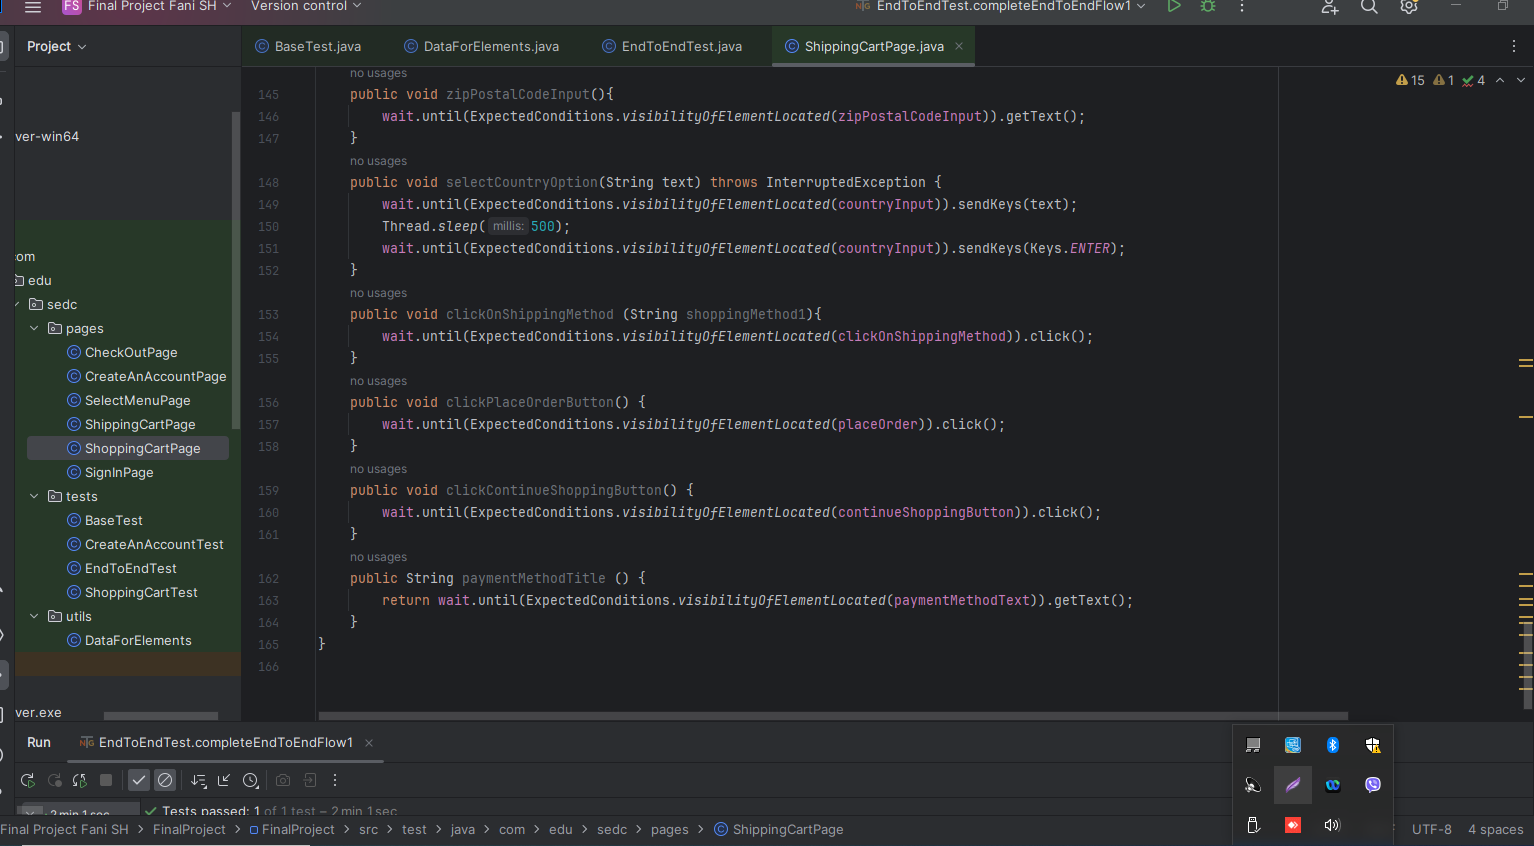 FS Final Project Fani SH Version control EndToEndTest.completeEndToEndFlow1
Project
BaseTest.java DataForElements.java EndToEndTest.java ShippingCartPage.java
ver-win64
com
edu
sedc
pages
CheckOutPage
CreateAnAccountPage
SelectMenuPage
ShippingCartPage
ShoppingCartPage
SignInPage
tests
BaseTest
CreateAnAccountTest
EndToEndTest
ShoppingCartTest
utils
DataForElements
ver.exe
15 1 4
no usages
145 public void zipPostalCodeInput(){
146 wait.until(ExpectedConditions.visibilityOfElementLocated(zipPostalCodeInput)).getText();
147 }
no usages
148 public void selectCountryOption(String text) throws InterruptedException {
149 wait.until(ExpectedConditions.visibilityOfElementLocated(countryInput)).sendKeys(text);
150 Thread.sleep( millis: 500);
151 wait.until(ExpectedConditions.visibilityOfElementLocated(countryInput)).sendKeys(Keys.ENTER);
152 }
no usages
153 public void clickOnShippingMethod (String shoppingMethod1){
154 wait.until(ExpectedConditions.visibilityOfElementLocated(clickOnShippingMethod)).click();
155 }
no usages
156 public void clickPlaceOrderButton() {
157 wait.until(ExpectedConditions.visibilityOfElementLocated(placeOrder)).click();
158 }
no usages
159 public void clickContinueShoppingButton() {
160 wait.until(ExpectedConditions.visibilityOfElementLocated(continueShoppingButton)).click();
161 }
no usages
162 public String paymentMethodTitle () {
163 return wait.until(ExpectedConditions.visibilityOfElementLocated(paymentMethodText)).getText();
164 }
165 }
166
Run EndToEndTest.completeEndToEndFlow1
2 min 1 sec Tests passed: 1 of 1 test – 2 min 1 sec
Final Project Fani SH > FinalProject > FinalProject > src > test > java > com > edu > sedc > pages > ShippingCartPage UTF-8 4 spaces